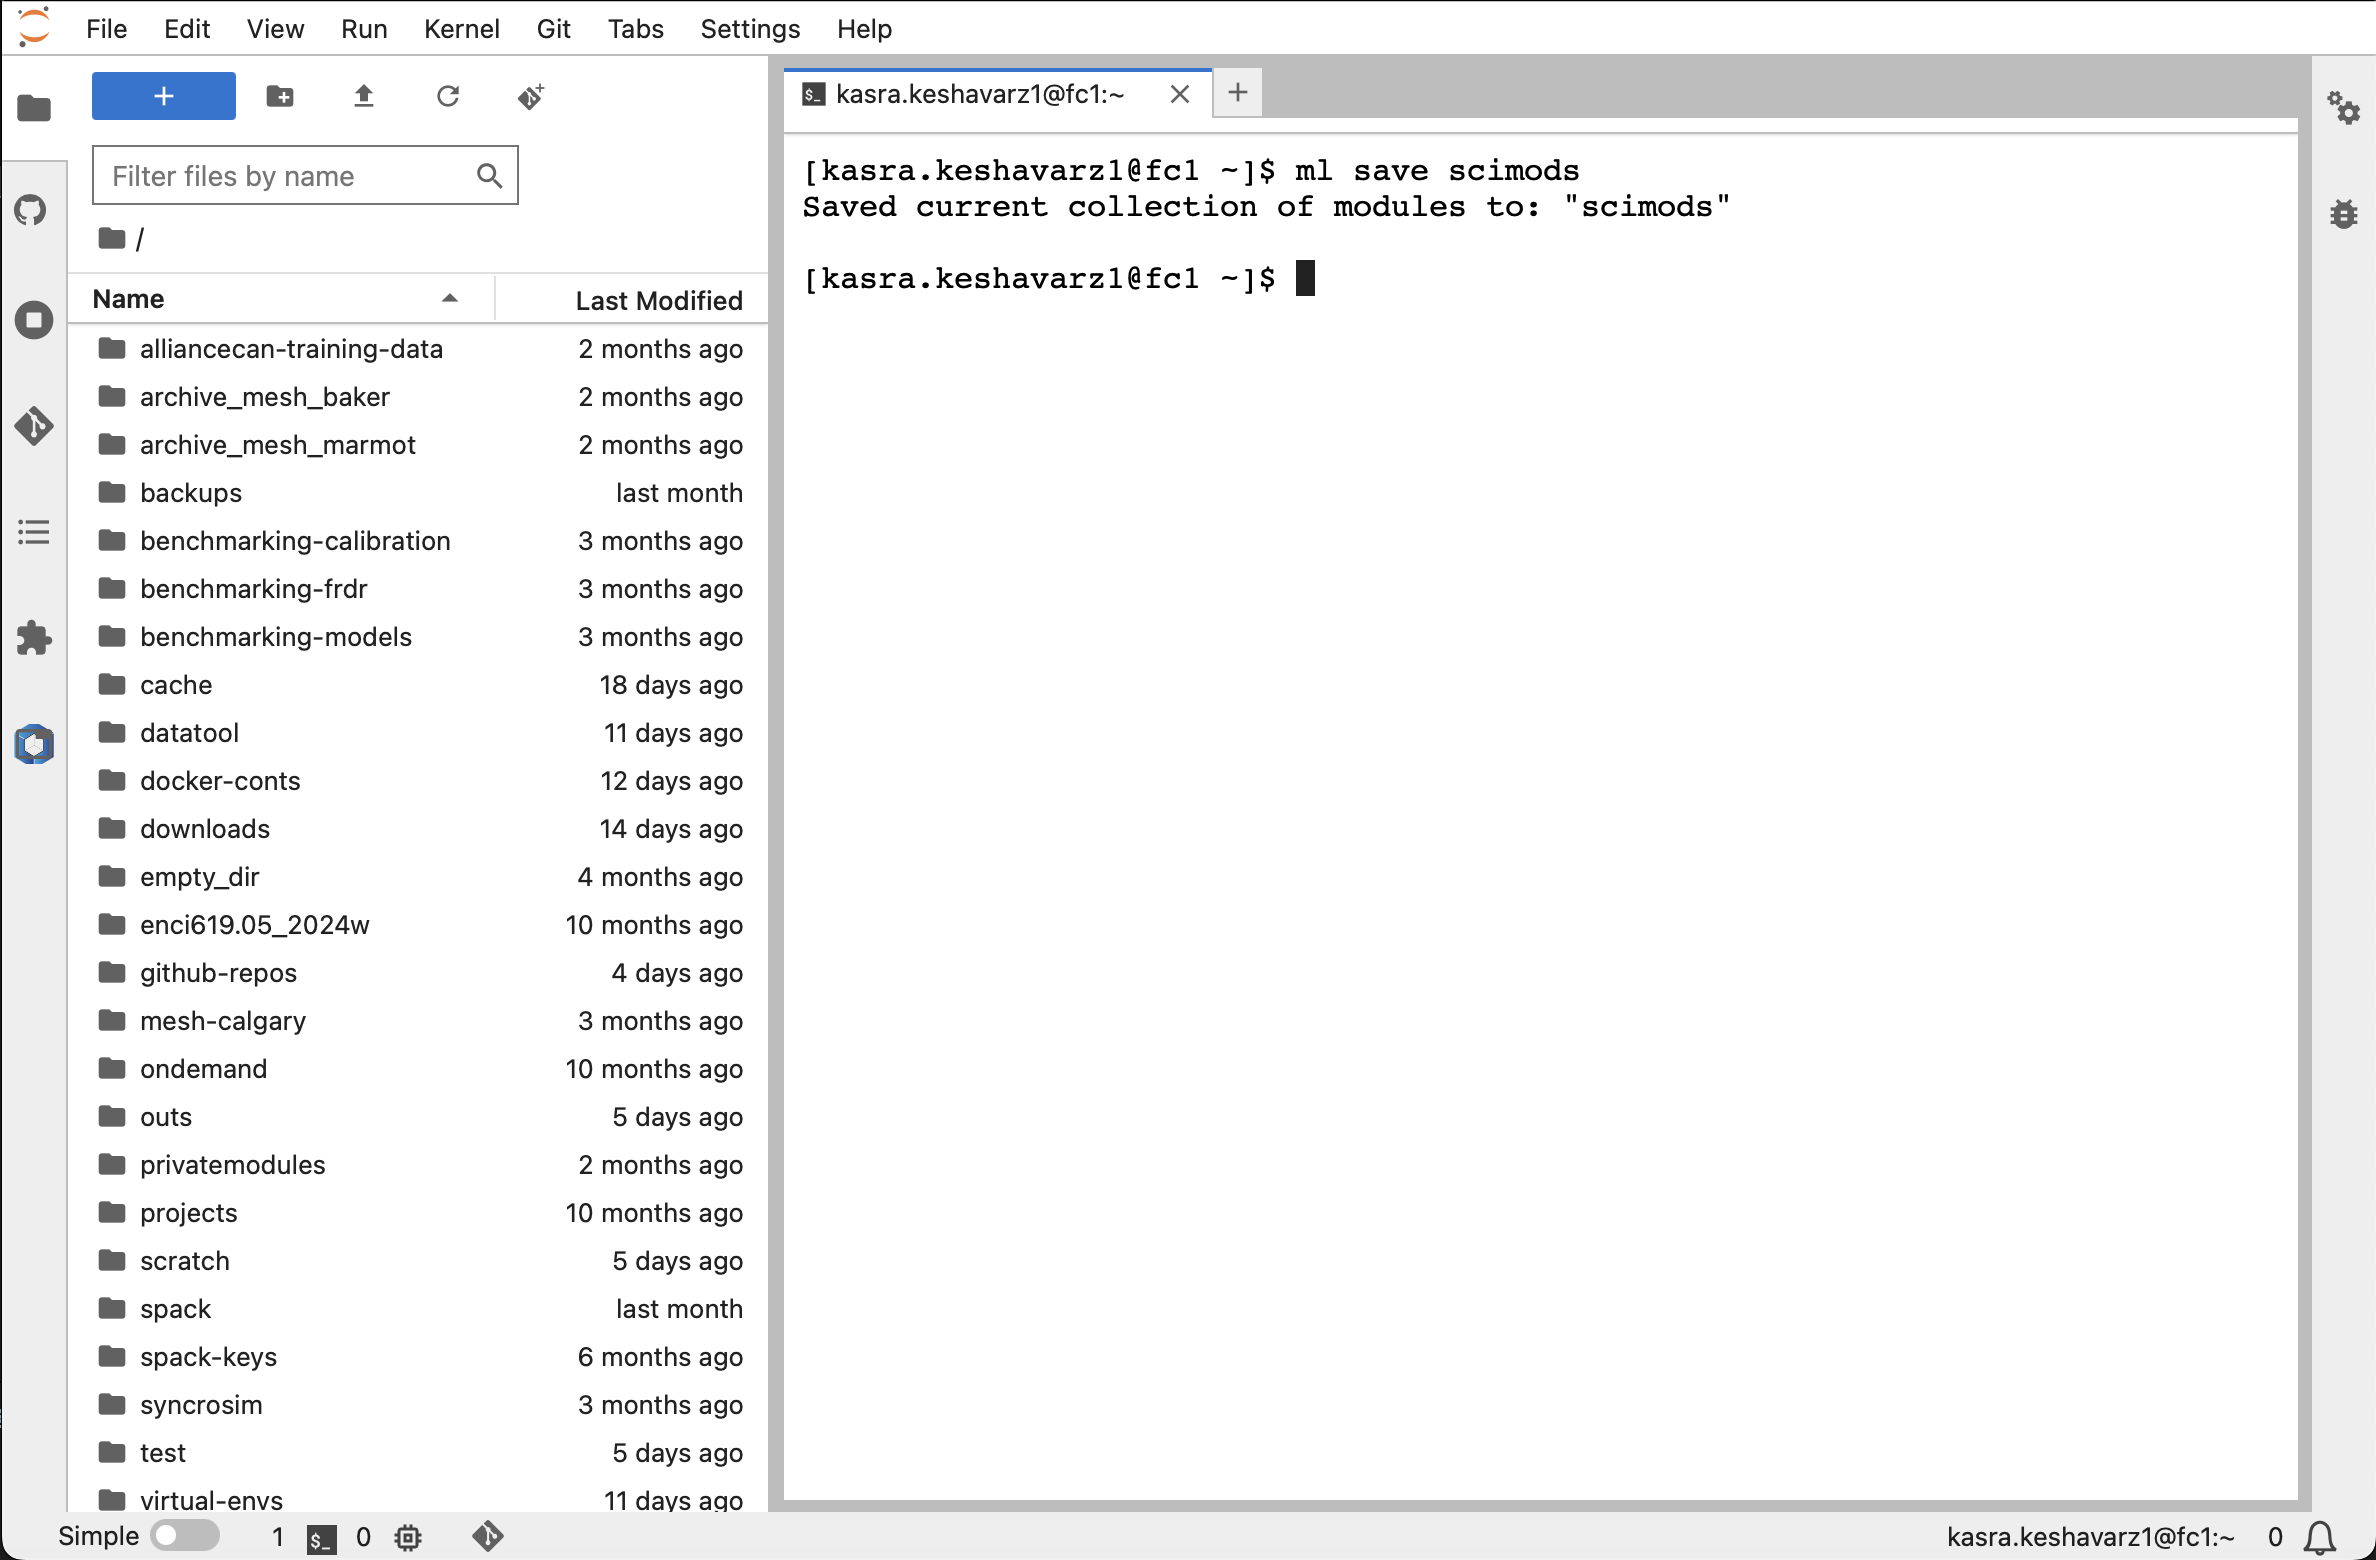 File Edit View Run Kernel Git Tabs Settings Help
+
Filter files by name
/
Name Last Modified
alliancecan-training-data 2 months ago
archive_mesh_baker 2 months ago
archive_mesh_marmot 2 months ago
backups last month
benchmarking-calibration 3 months ago
benchmarking-frdr 3 months ago
benchmarking-models 3 months ago
cache 18 days ago
datatool 11 days ago
docker-conts 12 days ago
downloads 14 days ago
empty_dir 4 months ago
enci619.05_2024w 10 months ago
github-repos 4 days ago
mesh-calgary 3 months ago
ondemand 10 months ago
outs 5 days ago
privatemodules 2 months ago
projects 10 months ago
scratch 5 days ago
spack last month
spack-keys 6 months ago
syncrosim 3 months ago
test 5 days ago
virtual-envs 11 days ago
$_ kasra.keshavarz1@fc1:~ +
[kasra.keshavarz1@fc1 ~]$ ml save scimods
Saved current collection of modules to: "scimods"
[kasra.keshavarz1@fc1 ~]$
Simple 1 $_ 0 kasra.keshavarz1@fc1:~ 0